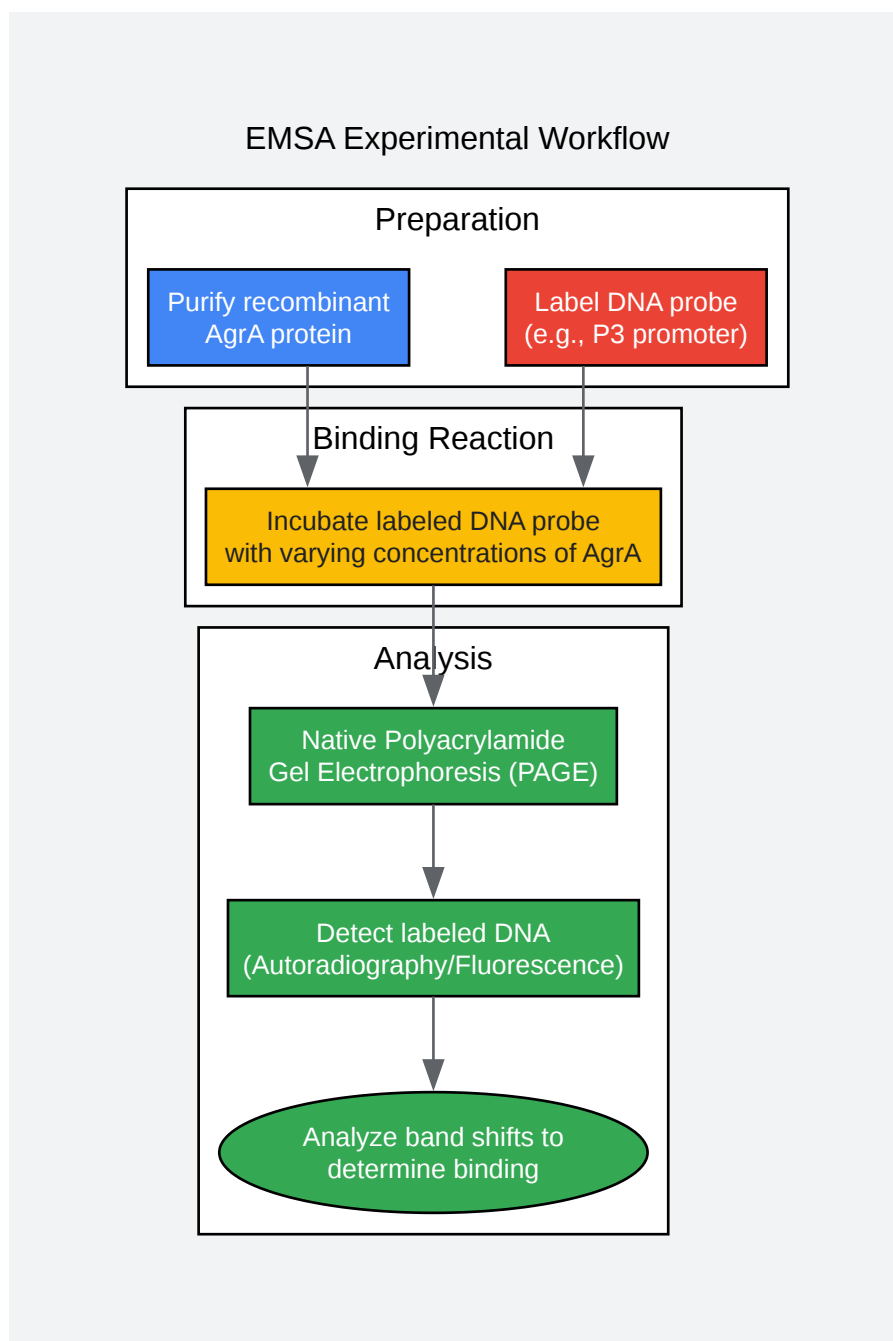 EMSA Experimental Workflow
Preparation
Purify recombinant
AgrA protein
Label DNA probe
(e.g., P3 promoter)
Binding Reaction
Incubate labeled DNA probe
with varying concentrations of AgrA
Analysis
Native Polyacrylamide
Gel Electrophoresis (PAGE)
Detect labeled DNA
(Autoradiography/Fluorescence)
Analyze band shifts to
determine binding